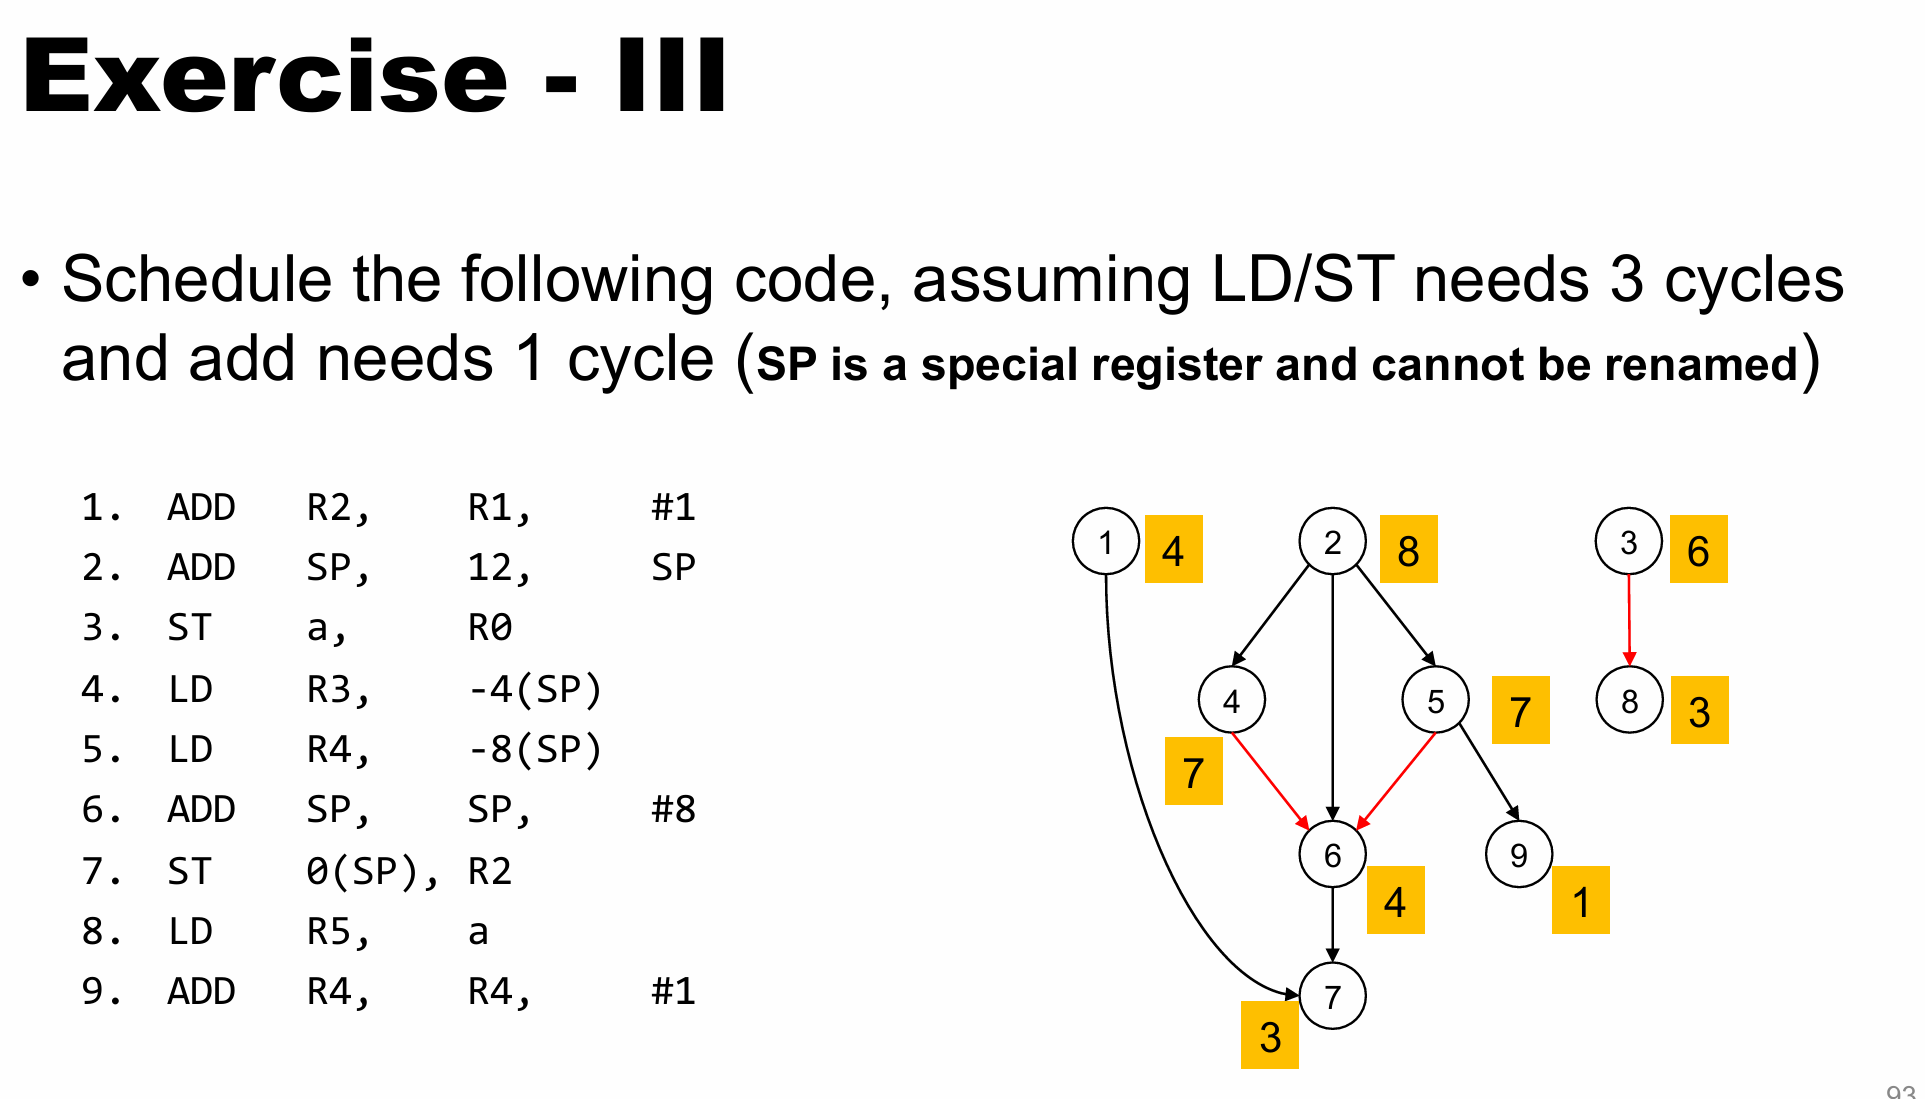 Exercise - III
• Schedule the following code, assuming LD/ST needs 3 cycles
and add needs 1 cycle (SP is a special register and cannot be renamed)
1. ADD R2, R1, #1
2. ADD SP, 12, SP
3. ST a, R0
4. LD R3, -4(SP)
5. LD R4, -8(SP)
6. ADD SP, SP, #8
7. ST 0(SP), R2
8. LD R5, a
9. ADD R4, R4, #1
1 4 2 8 3 6
4 5 7 8 3
7
6 9
4 1
7
3
93